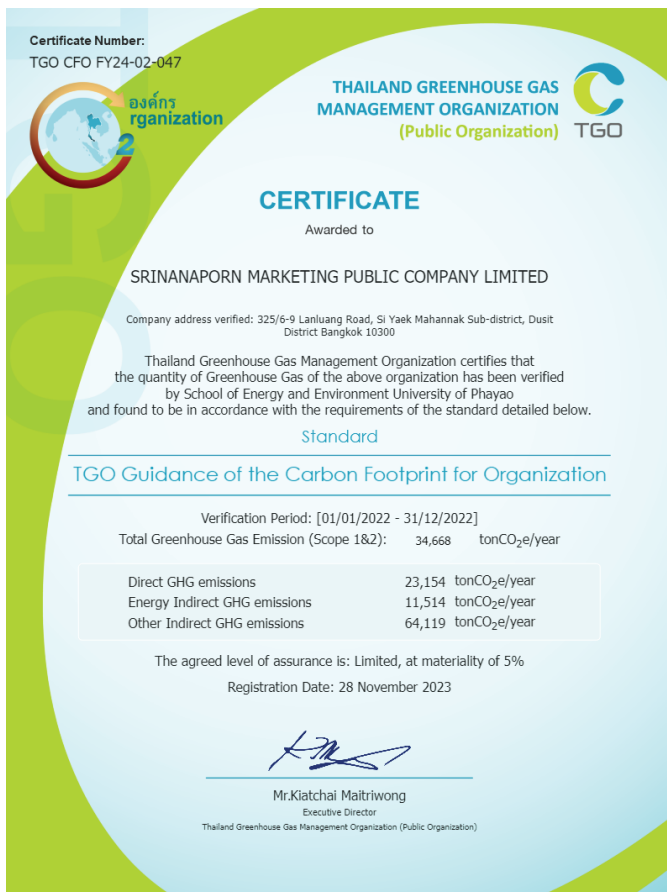 Certificate Number:
TGO CFO FY24-02-047
องค์กร
rganization
2
THAILAND GREENHOUSE GAS
MANAGEMENT ORGANIZATION
(Public Organization)
TGO
CERTIFICATE
Awarded to
SRINANAPORN MARKETING PUBLIC COMPANY LIMITED
Company address verified: 325/6-9 Lanluang Road, Si Yaek Mahannak Sub-district, Dusit
District Bangkok 10300
Thailand Greenhouse Gas Management Organization certifies that
the quantity of Greenhouse Gas of the above organization has been verified
by School of Energy and Environment University of Phayao
and found to be in accordance with the requirements of the standard detailed below.
Standard
TGO Guidance of the Carbon Footprint for Organization
Verification Period: [01/01/2022 - 31/12/2022]
Total Greenhouse Gas Emission (Scope 1&2): 34,668 tonCO₂e/year
Direct GHG emissions 23,154 tonCO₂e/year
Energy Indirect GHG emissions 11,514 tonCO₂e/year
Other Indirect GHG emissions 64,119 tonCO₂e/year
The agreed level of assurance is: Limited, at materiality of 5%
Registration Date: 28 November 2023
Mr.Kiatchai Maitriwong
Executive Director
Thailand Greenhouse Gas Management Organization (Public Organization)